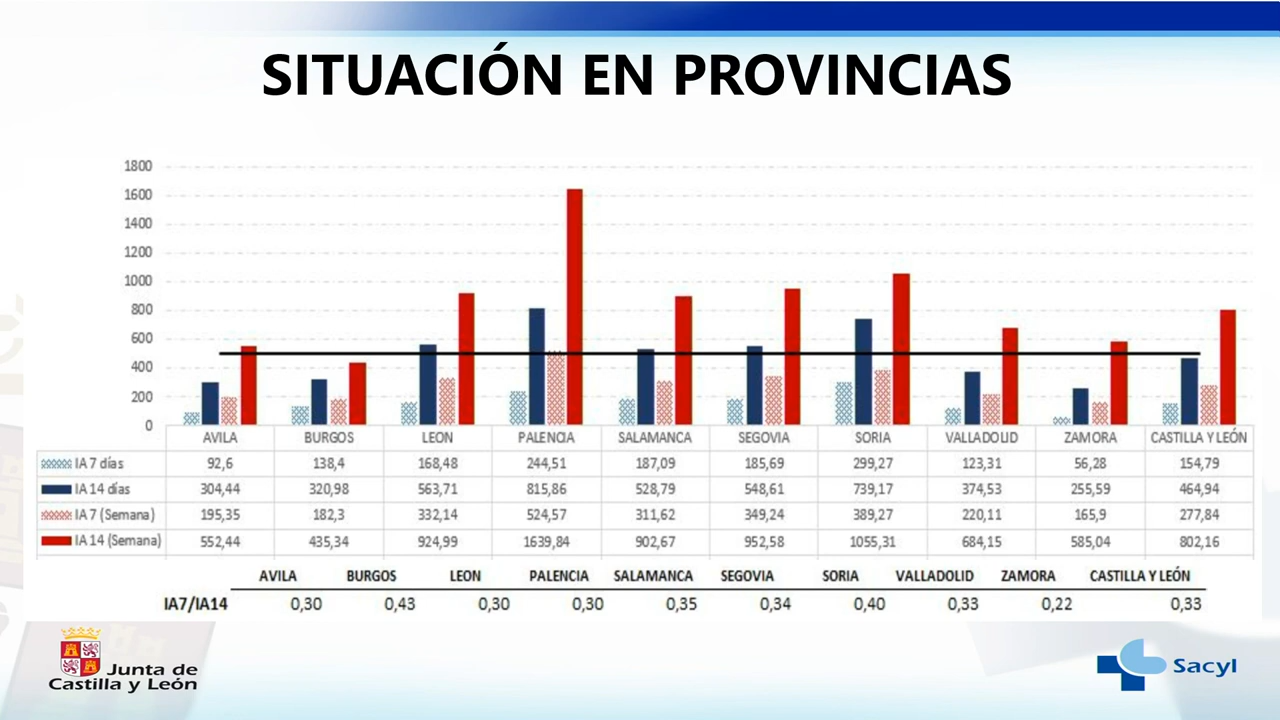 SITUACIÓN EN PROVINCIAS
1800
1600
1400
1200
1000
800
600
400
200
0
AVILA BURGOS LEON PALENCIA SALAMANCA SEGOVIA SORIA VALLADOLID ZAMORA CASTILLA Y LEÓN
IA 7 días 92,6 138,4 168,48 244,51 187,09 185,69 299,27 123,31 56,28 154,79
IA 14 días 304,44 320,98 563,71 815,86 528,79 548,61 739,17 374,53 255,59 464,94
IA 7 (Semana) 195,35 182,3 332,14 524,57 311,62 349,24 389,27 220,11 165,9 277,84
IA 14 (Semana) 552,44 435,34 924,99 1639,84 902,67 952,58 1055,31 684,15 585,04 802,16
AVILA BURGOS LEON PALENCIA SALAMANCA SEGOVIA SORIA VALLADOLID ZAMORA CASTILLA Y LEÓN
IA7/IA14 0,30 0,43 0,30 0,30 0,35 0,34 0,40 0,33 0,22 0,33
Junta de
Castilla y León
Sacyl